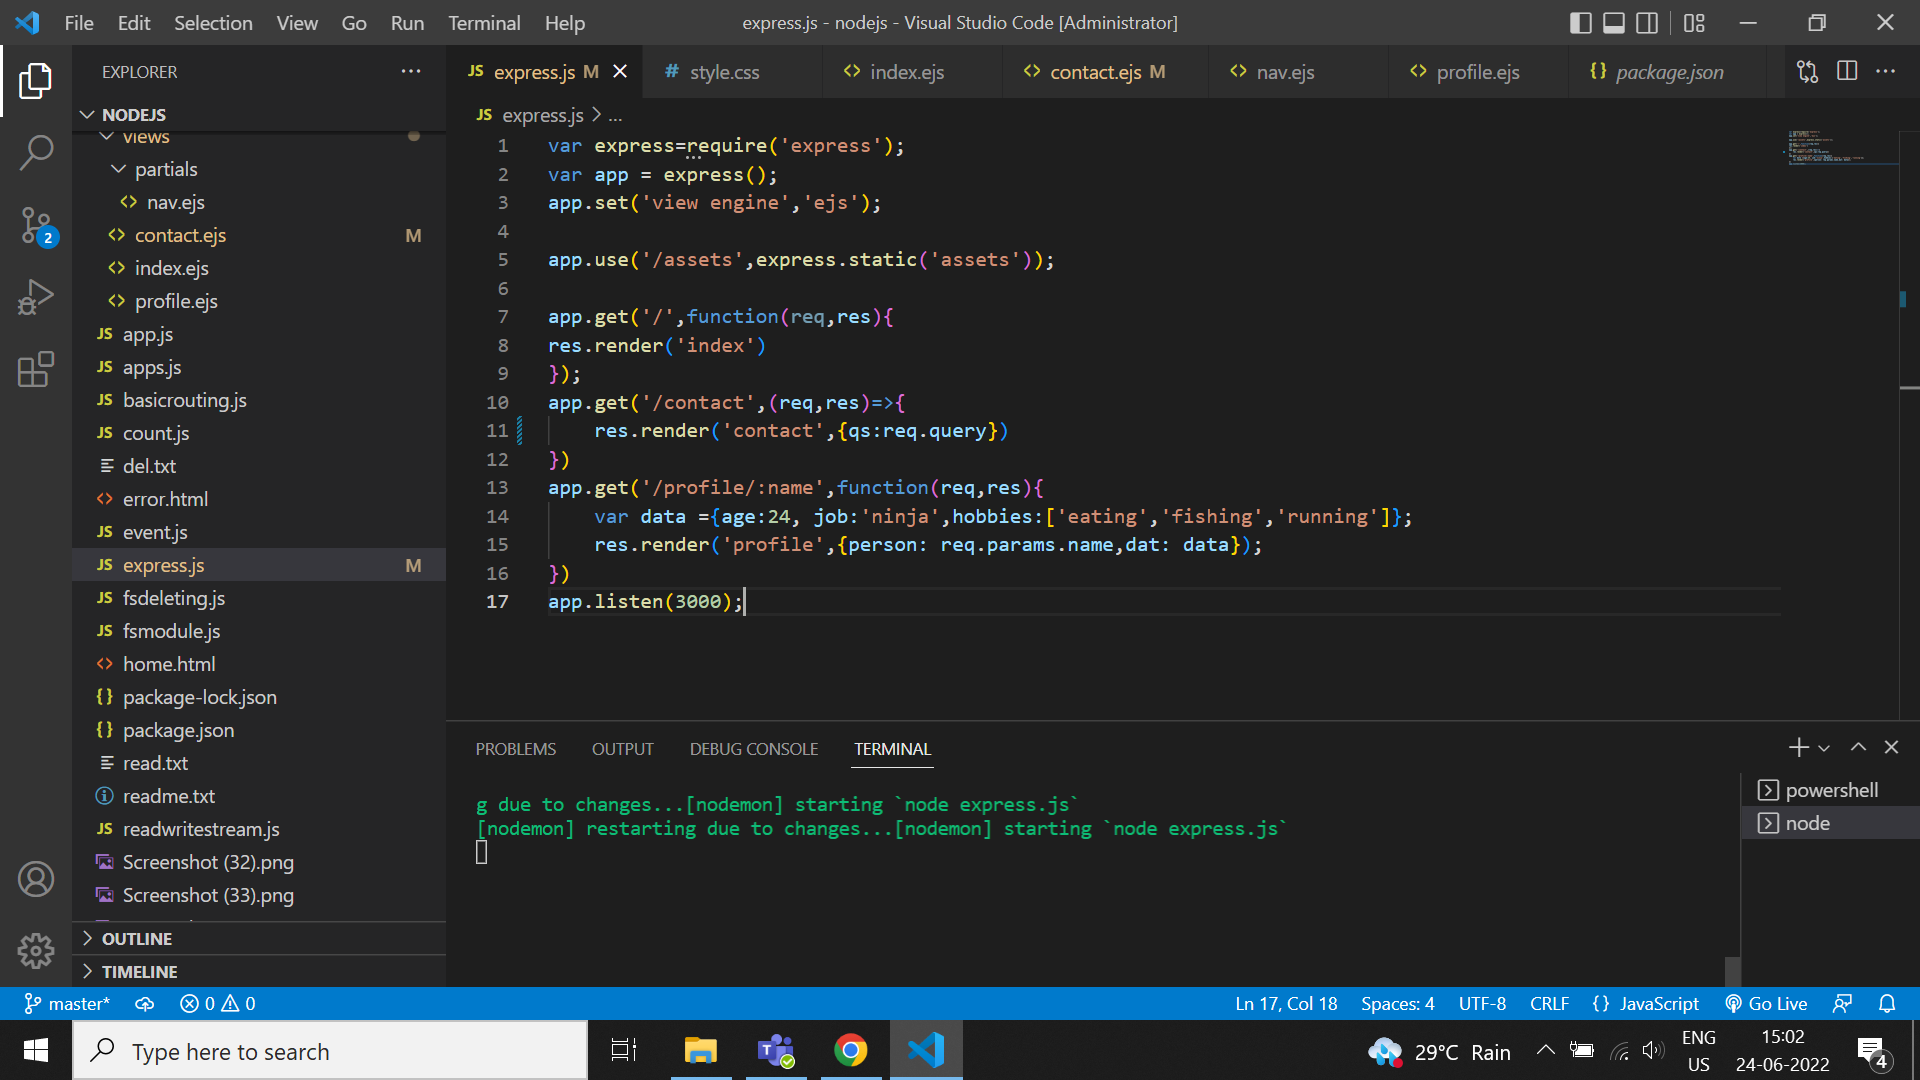 File Edit Selection View Go Run Terminal Help
express.js - nodejs - Visual Studio Code [Administrator]
EXPLORER
JS express.js M
# style.css
<> index.ejs
<> contact.ejs M
<> nav.ejs
<> profile.ejs
{} package.json
NODEJS
views
partials
<> nav.ejs
<> contact.ejs M
<> index.ejs
<> profile.ejs
JS app.js
JS apps.js
JS basicrouting.js
JS count.js
del.txt
<> error.html
JS event.js
JS express.js M
JS fsdeleting.js
JS fsmodule.js
<> home.html
{} package-lock.json
{} package.json
read.txt
readme.txt
JS readwritestream.js
Screenshot (32).png
Screenshot (33).png
OUTLINE
TIMELINE
2
JS express.js > ...
1 var express=require('express');
2 var app = express();
3 app.set('view engine','ejs');
4
5 app.use('/assets',express.static('assets'));
6
7 app.get('/',function(req,res){
8 res.render('index')
9 });
10 app.get('/contact',(req,res)=>{
11 res.render('contact',{qs:req.query})
12 })
13 app.get('/profile/:name',function(req,res){
14 var data ={age:24, job:'ninja',hobbies:['eating','fishing','running']};
15 res.render('profile',{person: req.params.name,dat: data});
16 })
17 app.listen(3000);
PROBLEMS OUTPUT DEBUG CONSOLE TERMINAL
g due to changes...[nodemon] starting `node express.js`
[nodemon] restarting due to changes...[nodemon] starting `node express.js`
powershell
node
master* 0 0
Ln 17, Col 18 Spaces: 4 UTF-8 CRLF {} JavaScript Go Live
Type here to search
29°C Rain
ENG
US
15:02
24-06-2022
4